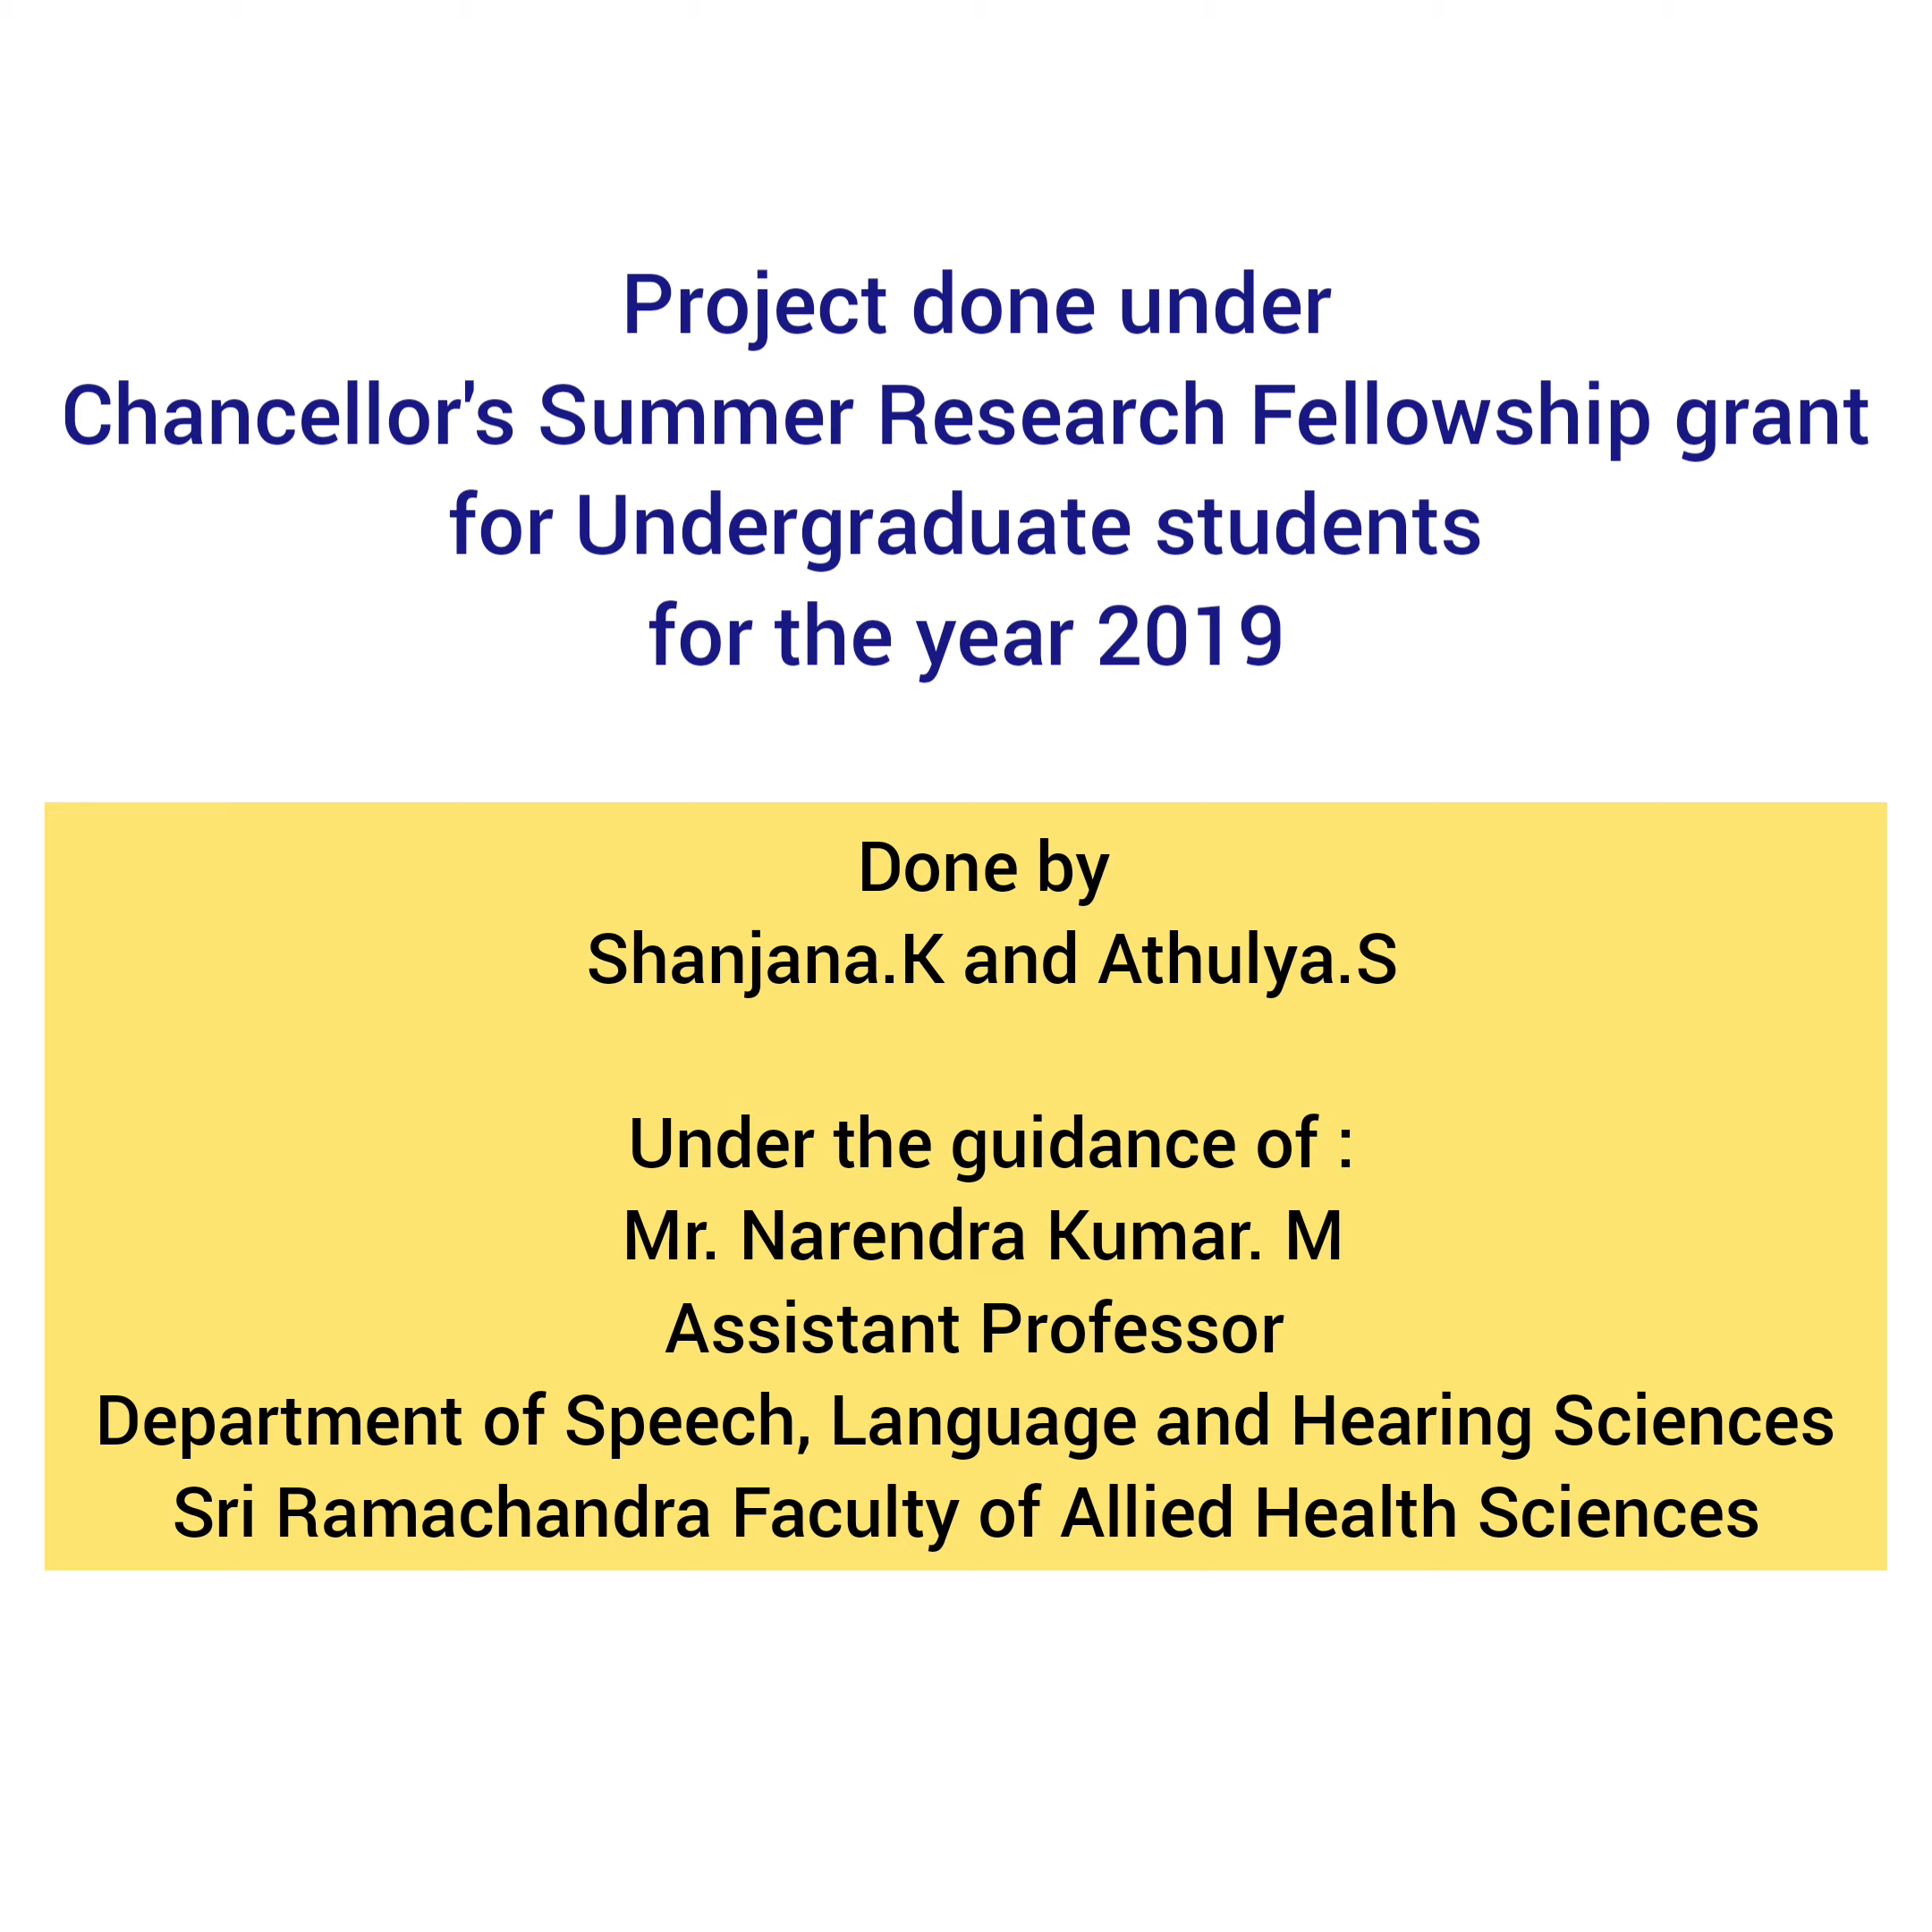 Project done under
Chancellor's Summer Research Fellowship grant
for Undergraduate students
for the year 2019
Done by
Shanjana.K and Athulya.S
Under the guidance of :
Mr. Narendra Kumar. M
Assistant Professor
Department of Speech, Language and Hearing Sciences
Sri Ramachandra Faculty of Allied Health Sciences